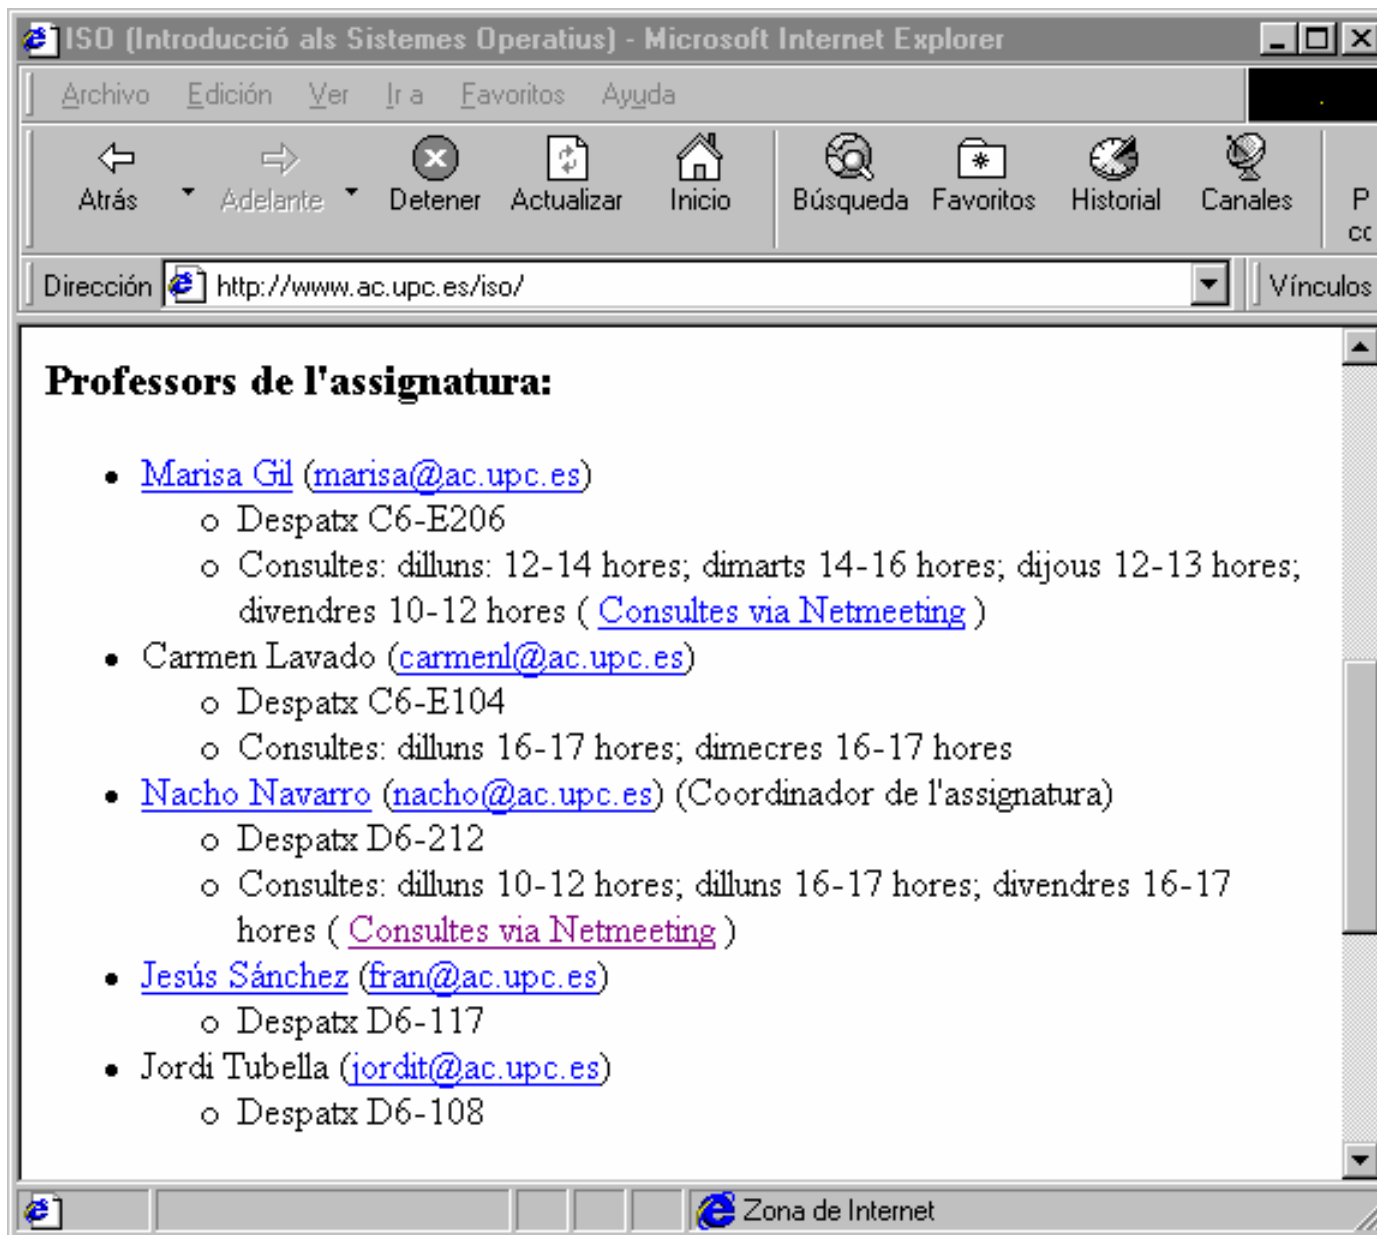 ISO (Introducció als Sistemes Operatius) - Microsoft Internet Explorer
Archivo Edición Ver Ir a Favoritos Ayuda
Atrás Adelante Detener Actualizar Inicio Búsqueda Favoritos Historial Canales
Dirección http://www.ac.upc.es/iso/ Vínculos
Professors de l'assignatura:
• Marisa Gil (marisa@ac.upc.es)
o Despatx C6-E206
o Consultes: dilluns: 12-14 hores; dimarts 14-16 hores; dijous 12-13 hores;
divendres 10-12 hores ( Consultes via Netmeeting )
• Carmen Lavado (carmenl@ac.upc.es)
o Despatx C6-E104
o Consultes: dilluns 16-17 hores; dimecres 16-17 hores
• Nacho Navarro (nacho@ac.upc.es) (Coordinador de l'assignatura)
o Despatx D6-212
o Consultes: dilluns 10-12 hores; dilluns 16-17 hores; divendres 16-17
hores ( Consultes via Netmeeting )
• Jesús Sánchez (fran@ac.upc.es)
o Despatx D6-117
• Jordi Tubella (jordit@ac.upc.es)
o Despatx D6-108
Zona de Internet